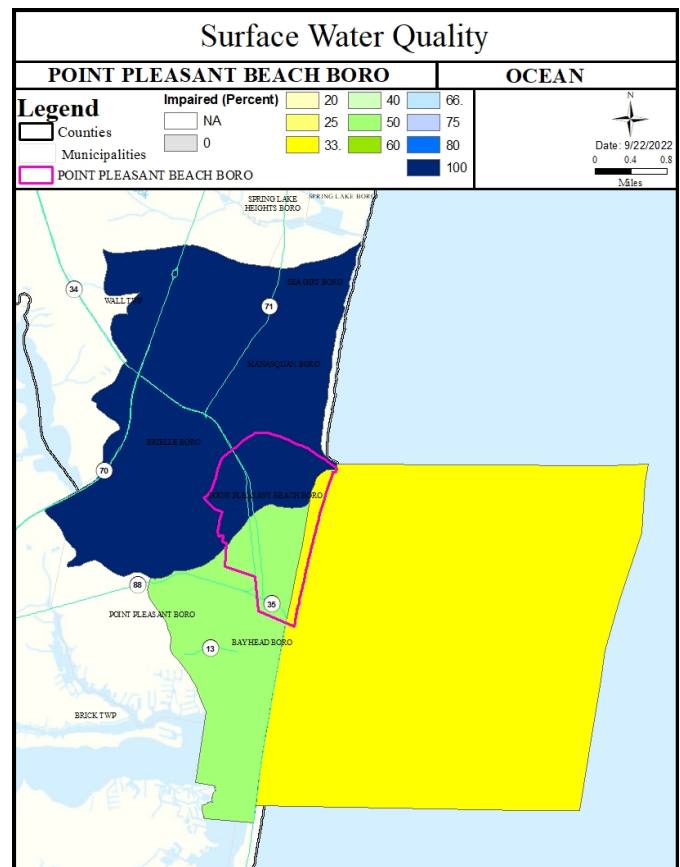 Surface Water Quality
POINT PLEASANT BEACH BORO
OCEAN
Legend
Counties
Municipalities
POINT PLEASANT BEACH BORO
Impaired (Percent)
NA
0
20
25
33.
40
50
60
66.
75
80
100
N
Date: 9/22/2022
0 0.4 0.8
Miles
SPRING LAKE
HEIGHTS BORO
SPRING LAKE BORO
SEA GIRT BORO
34
WALL TWP
71
MANASQUAN BORO
BRIELLE BORO
70
POINT PLEASANT BEACH BORO
88
35
POINT PLEASANT BORO
BAY HEAD BORO
13
BRICK TWP